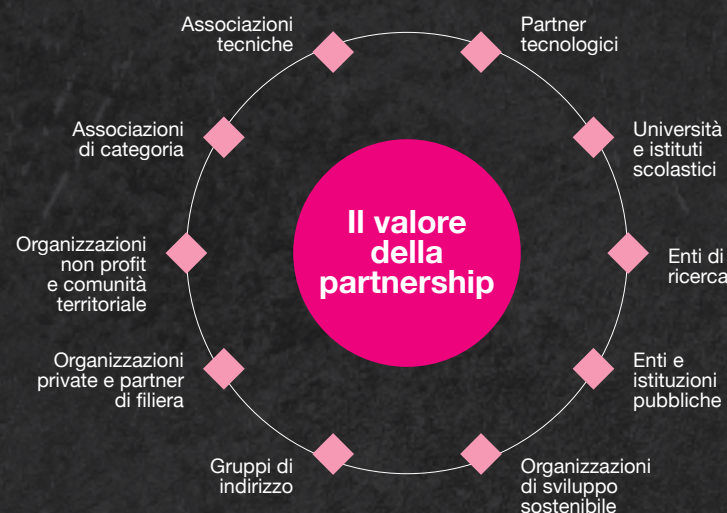 Associazioni
tecniche
Partner
tecnologici
Associazioni
di categoria
Università
e istituti
scolastici
Il valore
della
partnership
Organizzazioni
non profit
e comunità
territoriale
Enti di
ricerca
Organizzazioni
private e partner
di filiera
Enti e
istituzioni
pubbliche
Gruppi di
indirizzo
Organizzazioni
di sviluppo
sostenibile